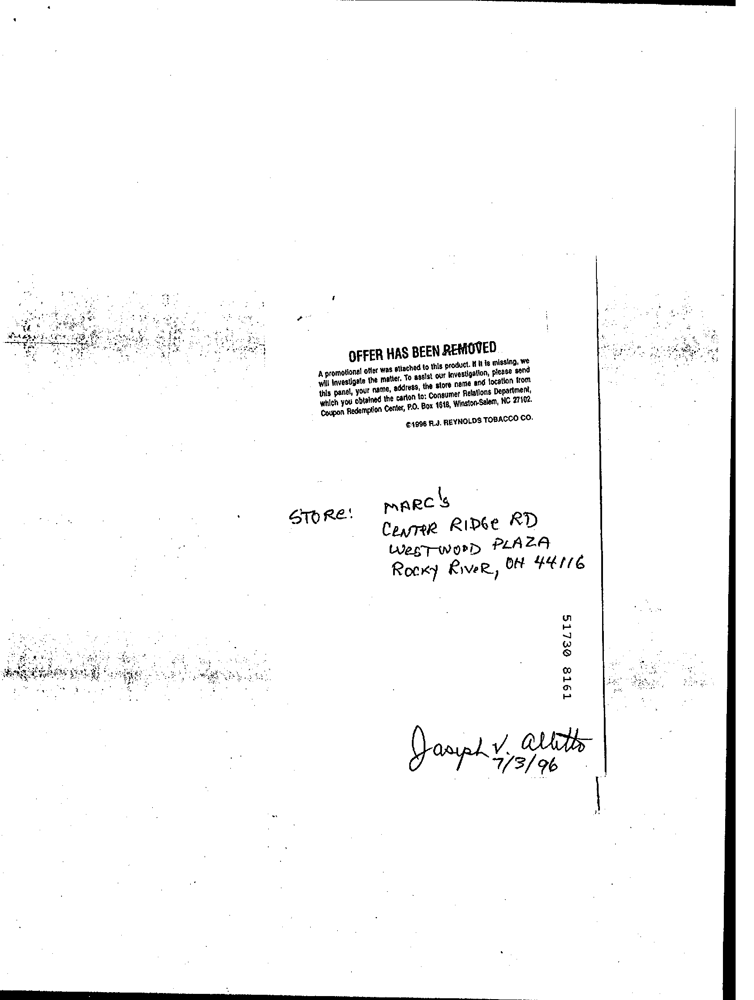 OFFER HAS BEEN REMOVED
A promotional offer was attached to this product. If it is missing, we
will investigate the matter. To assist our investigation, please send
this panel, your name, address, the store name and location from
which you obtained the carton to: Consumer Relations Department,
Coupon Redemption Center, P.O. Box 1618, Winston-Salem, NC 27102.
©1996 R.J. REYNOLDS TOBACCO CO.
STORE: MARC'S
CENTER RIDGE RD
WESTWOOD PLAZA
ROCKY RIVER, OH 44116
51730 8161
Joseph V. Alletto
7/3/96